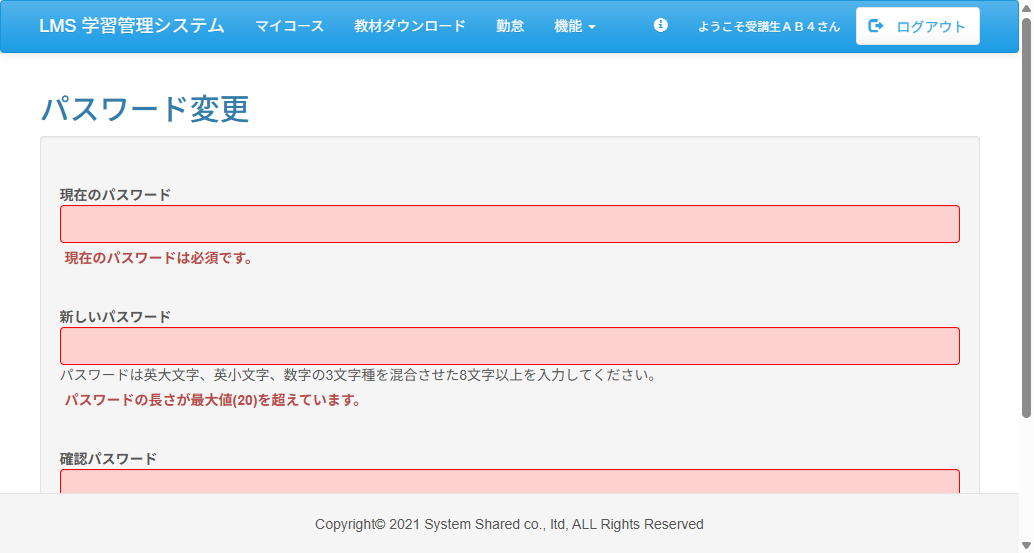 LMS 学習管理システム マイコース 教材ダウンロード 勤怠 機能 ようこそ受講生ＡＢ４さん ログアウト
パスワード変更
現在のパスワード
現在のパスワードは必須です。
新しいパスワード
パスワードは英大文字、英小文字、数字の3文字種を混合させた8文字以上を入力してください。
パスワードの長さが最大値(20)を超えています。
確認パスワード
Copyright© 2021 System Shared co., ltd, ALL Rights Reserved